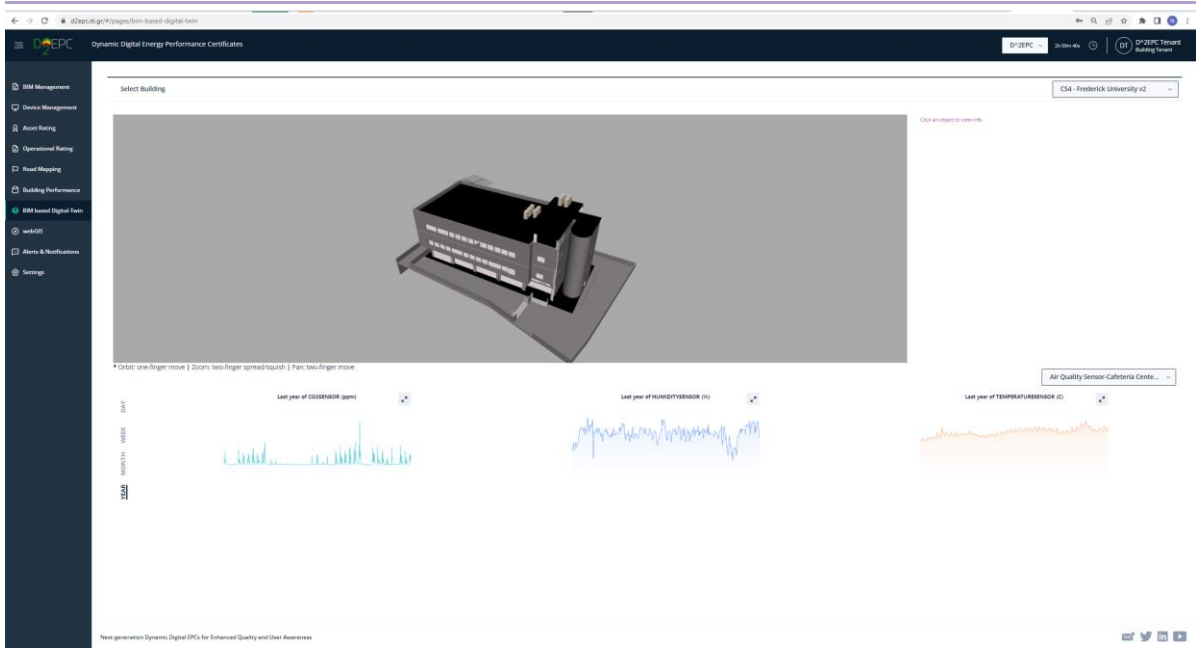 d2epc.iti.gr/#/pages/bim-based-digital-twin
D2EPC
Dynamic Digital Energy Performance Certificates
D^2EPC
DT
D^2EPC Tenant
Building Tenant
BIM Management
Device Management
Asset Rating
Operational Rating
Road Mapping
Building Performance
BIM based Digital-Twin
webGIS
Alerts & Notifications
Settings
Select Building
CS4 - Frederick University v2
Click an object to view info
* Orbit: one-finger move | Zoom: two-finger spread/squish | Pan: two-finger move
Air Quality Sensor-Cafeteria Cente...
DAY
WEEK
MONTH
YEAR
Last year of CO2SENSOR (ppm)
Last year of HUMIDITYSENSOR (%)
Last year of TEMPERATURESENSOR (C)
Next-generation Dynamic Digital EPCs for Enhanced Quality and User Awareness